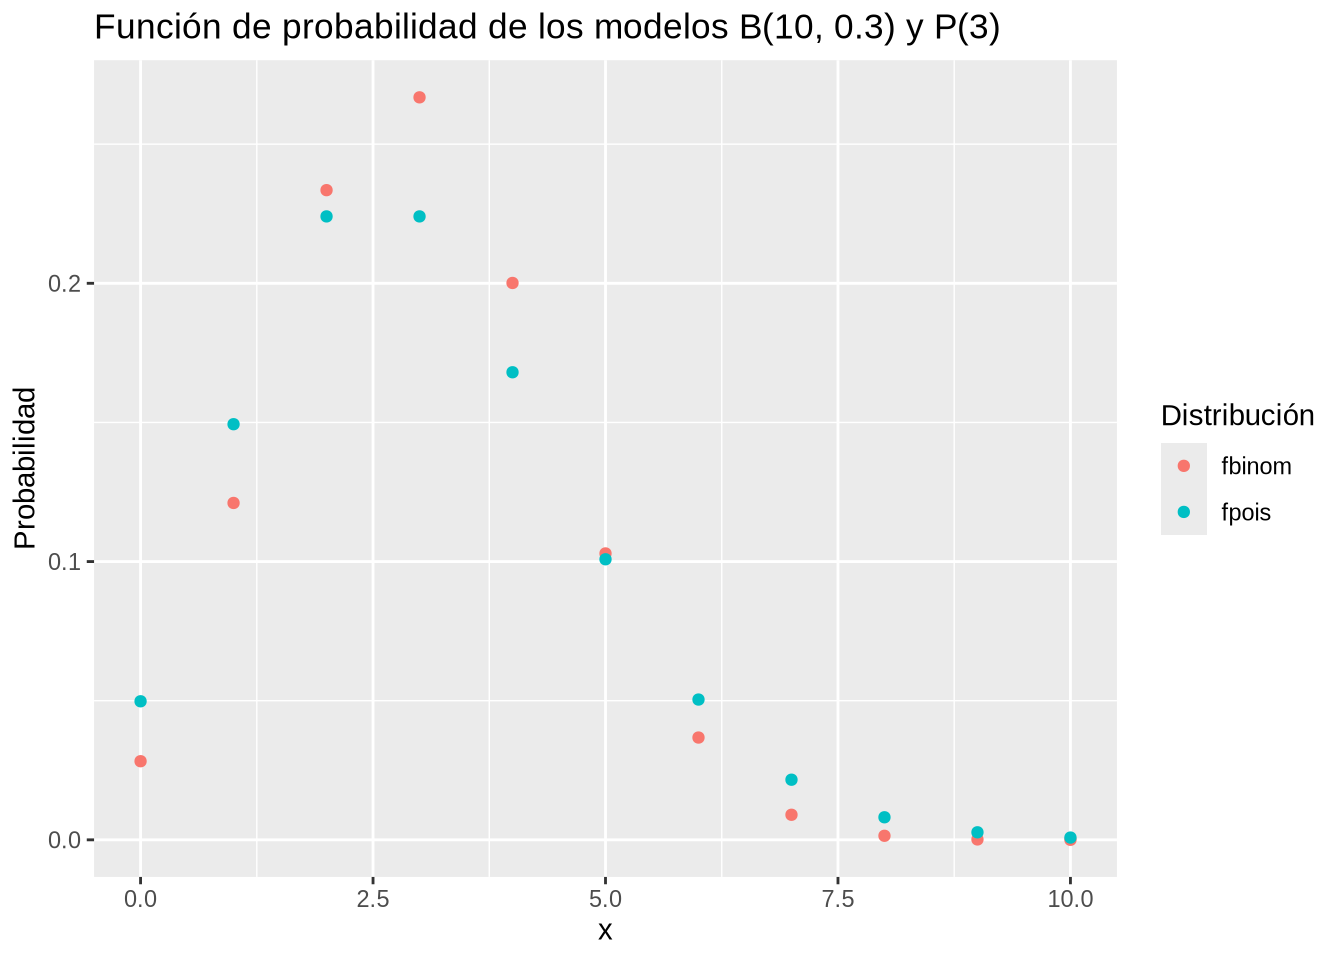 Función de probabilidad de los modelos B(10, 0.3) y P(3)
Probabilidad
0.2
0.1
0.0
0.0 2.5 5.0 7.5 10.0
x
Distribución
fbinom
fpois